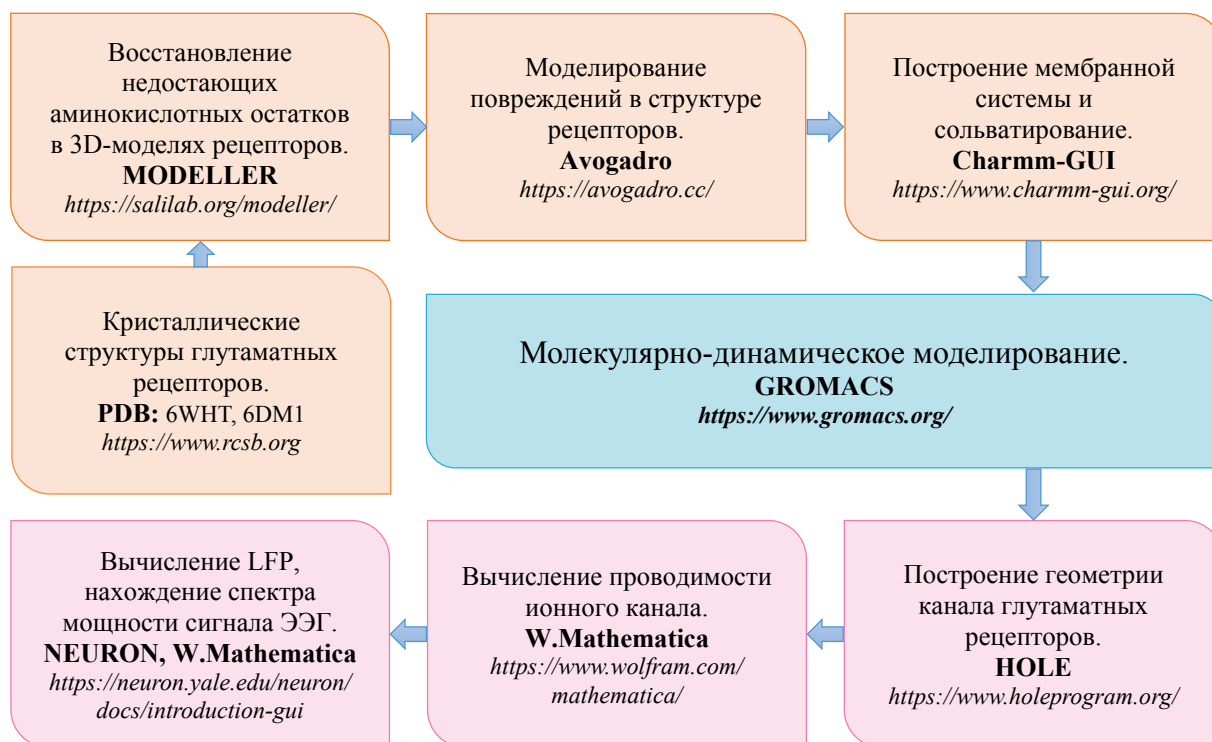 Восстановление
недостающих
аминокислотных остатков
в 3D-моделях рецепторов.
MODELLER
https://salilab.org/modeller/
Моделирование
повреждений в структуре
рецепторов.
Avogadro
https://avogadro.cc/
Построение мембранной
системы и
сольватирование.
Charmm-GUI
https://www.charmm-gui.org/
Кристаллические
структуры глутаматных
рецепторов.
PDB: 6WHT, 6DM1
https://www.rcsb.org
Молекулярно-динамическое моделирование.
GROMACS
https://www.gromacs.org/
Вычисление LFP,
нахождение спектра
мощности сигнала ЭЭГ.
NEURON, W.Mathematica
https://neuron.yale.edu/neuron/
docs/introduction-gui
Вычисление проводимости
ионного канала.
W.Mathematica
https://www.wolfram.com/
mathematica/
Построение геометрии
канала глутаматных
рецепторов.
HOLE
https://www.holeprogram.org/